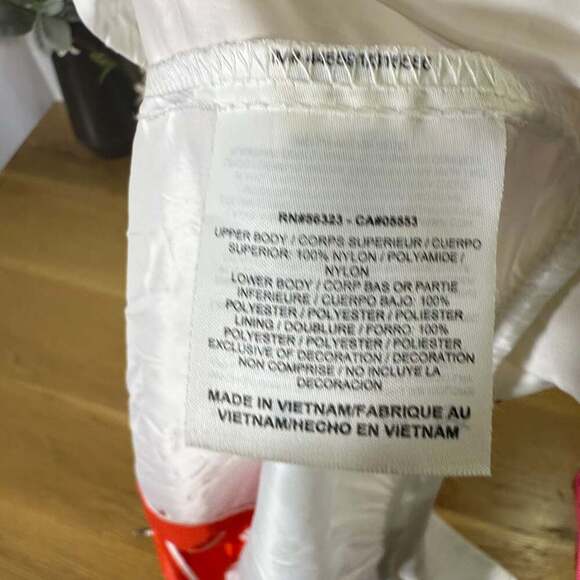 RN#56323 - CA#05553
UPPER BODY / CORPS SUPERIEUR / CUERPO
SUPERIOR: 100% NYLON / POLYAMIDE /
NYLON
LOWER BODY / CORP BAS OR PARTIE
INFERIEURE / CUERPO BAJO: 100%
POLYESTER / POLYESTER / POLIESTER
LINING / DOUBLURE / FORRO: 100%
POLYESTER / POLYESTER / POLIESTER
EXCLUSIVE OF DECORATION / DECORATION
NON COMPRISE / NO INCLUYE LA
DECORACION
MADE IN VIETNAM/FABRIQUE AU
VIETNAM/HECHO EN VIETNAM